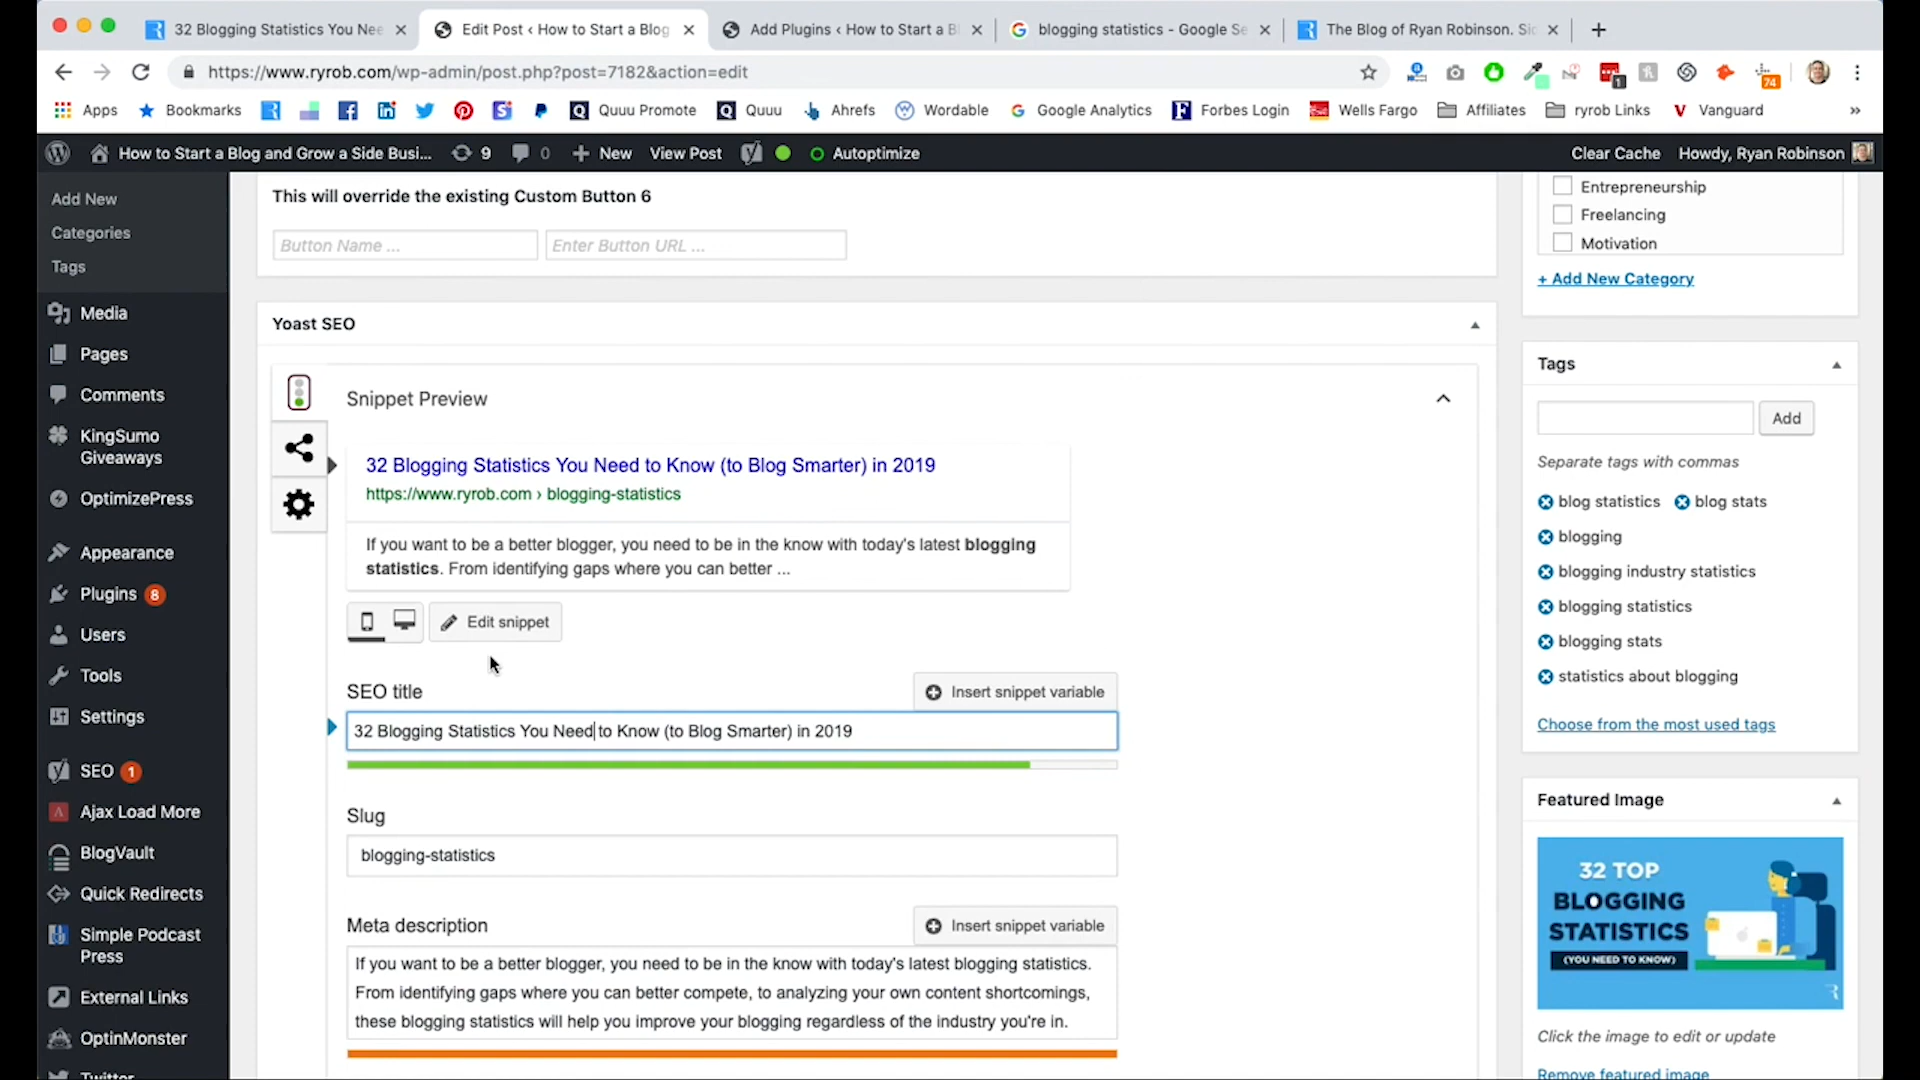 32 Blogging Statistics You Nee
Edit Post ‹ How to Start a Blog
Add Plugins ‹ How to Start a Bl
blogging statistics - Google Se
The Blog of Ryan Robinson. Sid
https://www.ryrob.com/wp-admin/post.php?post=7182&action=edit
1
74
Apps
Bookmarks
Quuu Promote
Quuu
Ahrefs
Wordable
Google Analytics
Forbes Login
Wells Fargo
Affiliates
ryrob Links
Vanguard
»
How to Start a Blog and Grow a Side Busi...
9
0
New
View Post
Autoptimize
Clear Cache
Howdy, Ryan Robinson
Add New
Categories
Tags
Media
Pages
Comments
KingSumo
Giveaways
OptimizePress
Appearance
Plugins 8
Users
Tools
Settings
SEO 1
Ajax Load More
BlogVault
Quick Redirects
Simple Podcast
Press
External Links
OptinMonster
Twitter
This will override the existing Custom Button 6
Button Name ...
Enter Button URL ...
Yoast SEO
Snippet Preview
32 Blogging Statistics You Need to Know (to Blog Smarter) in 2019
https://www.ryrob.com › blogging-statistics
If you want to be a better blogger, you need to be in the know with today's latest blogging
statistics. From identifying gaps where you can better ...
Edit snippet
SEO title
Insert snippet variable
32 Blogging Statistics You Need to Know (to Blog Smarter) in 2019
Slug
blogging-statistics
Meta description
Insert snippet variable
If you want to be a better blogger, you need to be in the know with today's latest blogging statistics.
From identifying gaps where you can better compete, to analyzing your own content shortcomings,
these blogging statistics will help you improve your blogging regardless of the industry you're in.
Entrepreneurship
Freelancing
Motivation
+ Add New Category
Tags
Add
Separate tags with commas
blog statistics
blog stats
blogging
blogging industry statistics
blogging statistics
blogging stats
statistics about blogging
Choose from the most used tags
Featured Image
32 TOP
BLOGGING
STATISTICS
(YOU NEED TO KNOW)
Click the image to edit or update
Remove featured image